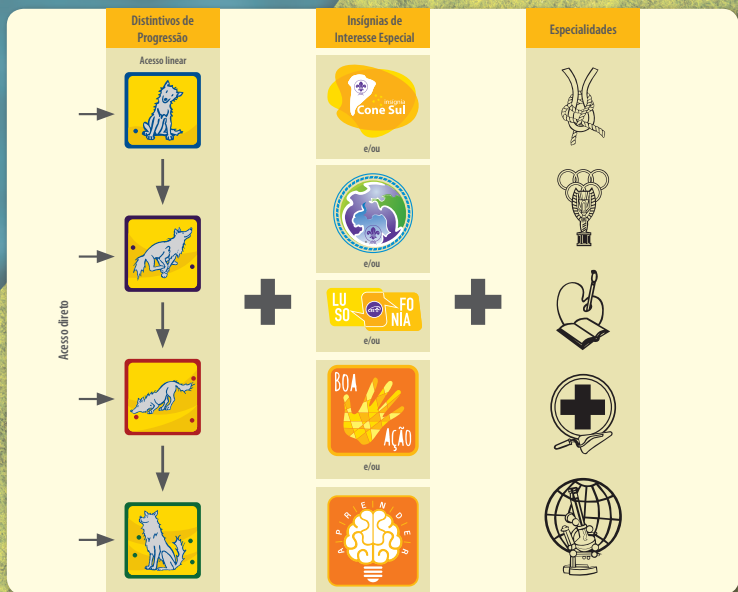 Distintivos de
Progressão
Acesso linear
Acesso direto
Insígnias de
Interesse Especial
Insígnia
Cone Sul
e/ou
e/ou
LU
SO
FO
NIA
e/ou
BOA
AÇÃO
e/ou
APRENDER
Especialidades